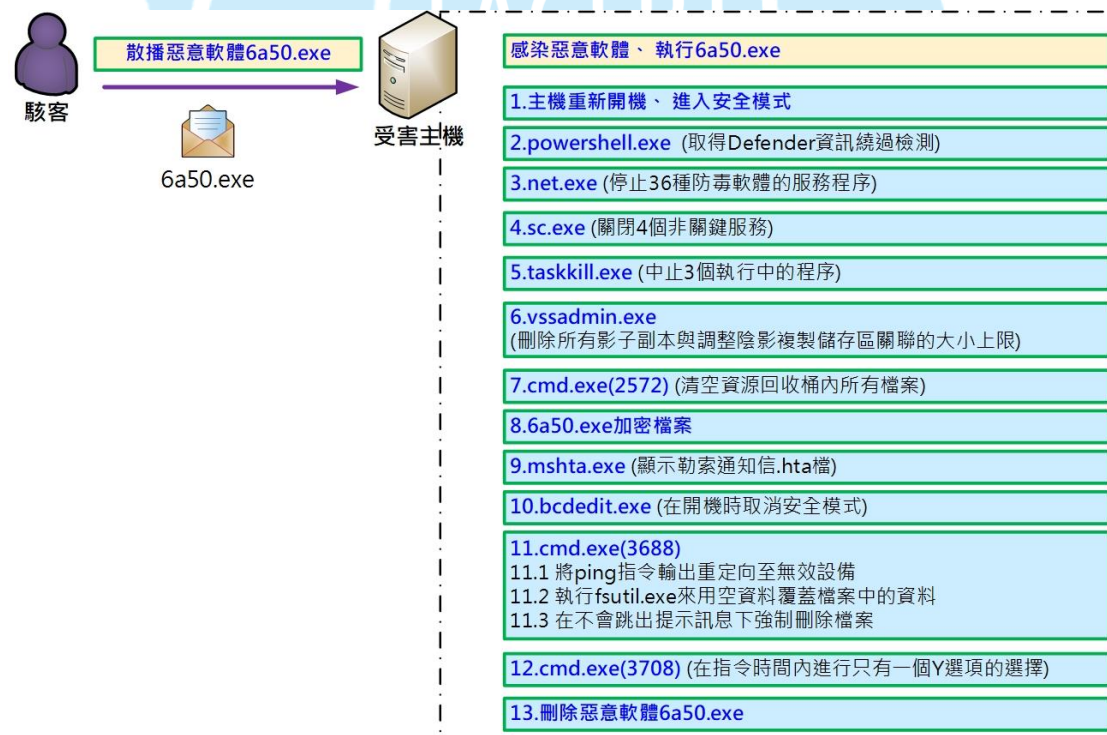 散播惡意軟體6a50.exe
駭客
6a50.exe
受害主機
感染惡意軟體、執行6a50.exe
1.主機重新開機、進入安全模式
2.powershell.exe (取得Defender資訊繞過檢測)
3.net.exe (停止36種防毒軟體的服務程序)
4.sc.exe (關閉4個非關鍵服務)
5.taskkill.exe (中止3個執行中的程序)
6.vssadmin.exe
(刪除所有影子副本與調整陰影複製儲存區關聯的大小上限)
7.cmd.exe(2572) (清空資源回收桶內所有檔案)
8.6a50.exe加密檔案
9.mshta.exe (顯示勒索通知信.hta檔)
10.bcdedit.exe (在開機時取消安全模式)
11.cmd.exe(3688)
11.1 將ping指令輸出重定向至無效設備
11.2 執行fsutil.exe來用空資料覆蓋檔案中的資料
11.3 在不會跳出提示訊息下強制刪除檔案
12.cmd.exe(3708) (在指令時間內進行只有一個Y選項的選擇)
13.刪除惡意軟體6a50.exe